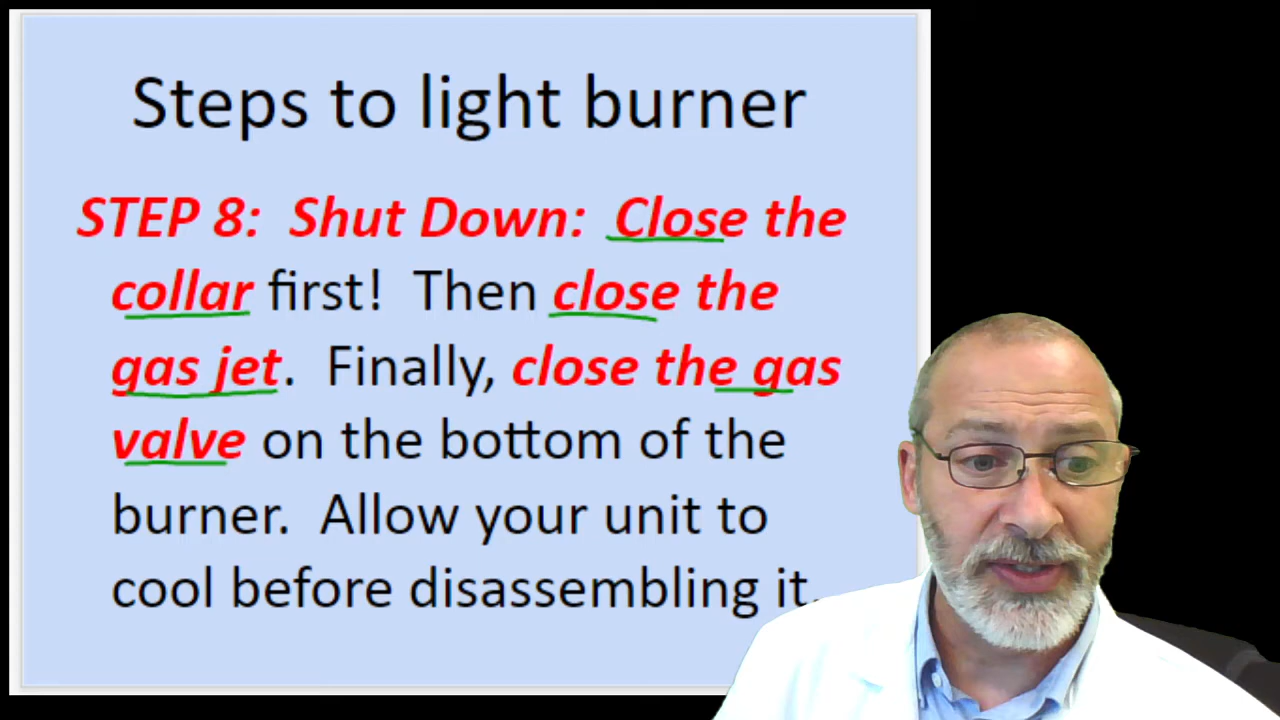 Steps to light burner
STEP 8: Shut Down: Close the
collar first! Then close the
gas jet. Finally, close the gas
valve on the bottom of the
burner. Allow your unit to
cool before disassembling it.